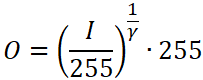 O = (I / 255)^(1/γ) · 255